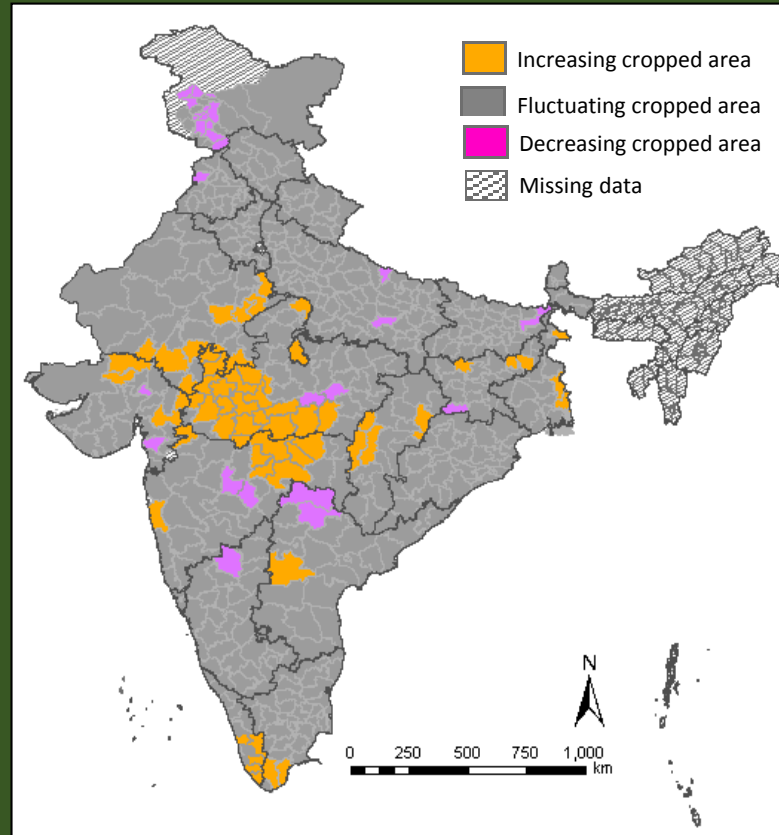 Increasing cropped area
Fluctuating cropped area
Decreasing cropped area
Missing data
N
0 250 500 750 1,000
km